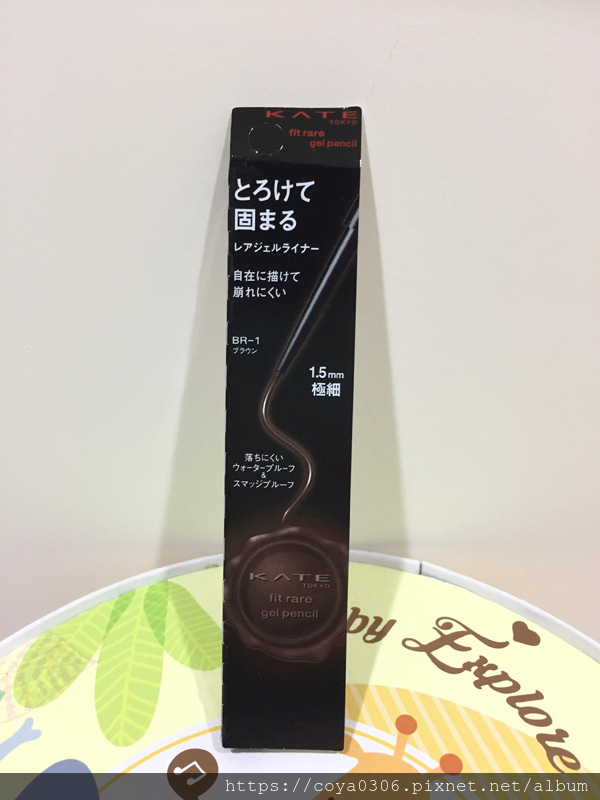 KATE
TOKYO
fit rare
gel pencil
とろけて
固まる
レアジェルライナー
自在に描けて
崩れにくい
BR-1
ブラウン
1.5mm
極細
落ちにくい
ウォータープルーフ
&
スマッジプルーフ
KATE
TOKYO
fit rare
gel pencil
by Explore
https://coya0306.pixnet.net/album